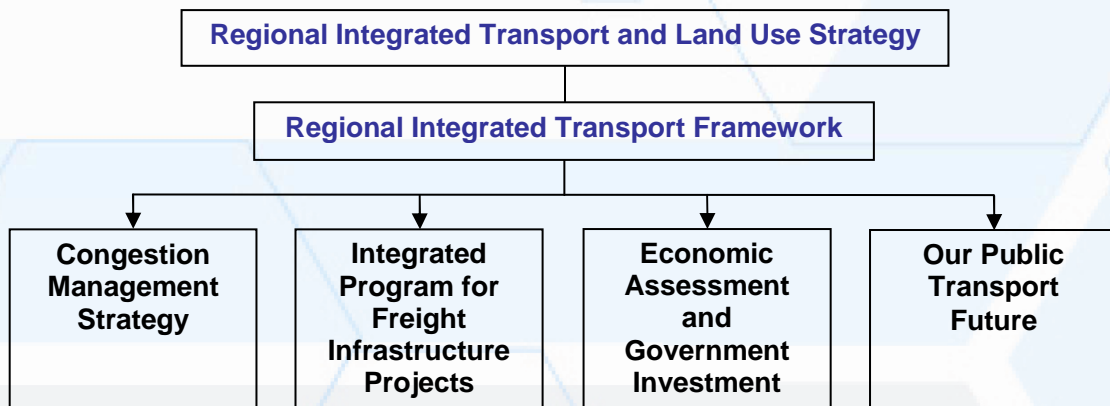 Regional Integrated Transport and Land Use Strategy
Regional Integrated Transport Framework
Congestion
Management
Strategy
Integrated
Program for
Freight
Infrastructure
Projects
Economic
Assessment
and
Government
Investment
Our Public
Transport
Future